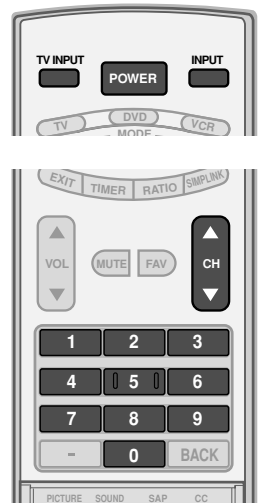 TV INPUT INPUT
POWER
TV DVD VCR
MODE
EXIT TIMER RATIO SIMPLINK
VOL MUTE FAV CH
1 2 3
4 5 6
7 8 9
- 0 BACK
PICTURE SOUND SAP CC